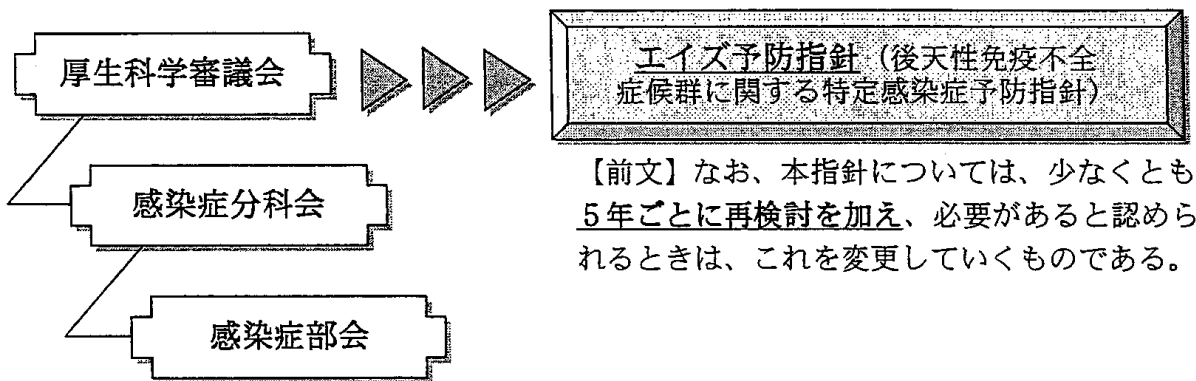 厚生科学審議会
エイズ予防指針（後天性免疫不全
症候群に関する特定感染症予防指針）
【前文】なお、本指針については、少なくとも
５年ごとに再検討を加え、必要があると認めら
れるときは、これを変更していくものである。
感染症分科会
感染症部会